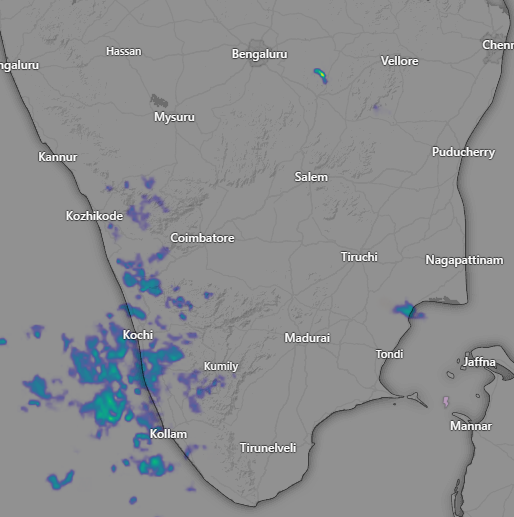 Hassan
Bengaluru
Chenn
ngaluru
Vellore
Mysuru
Kannur
Puducherry
Salem
Kozhikode
Coimbatore
Tiruchi
Nagapattinam
Kochi
Madurai
Tondi
Kumily
Jaffna
Mannar
Kollam
Tirunelveli